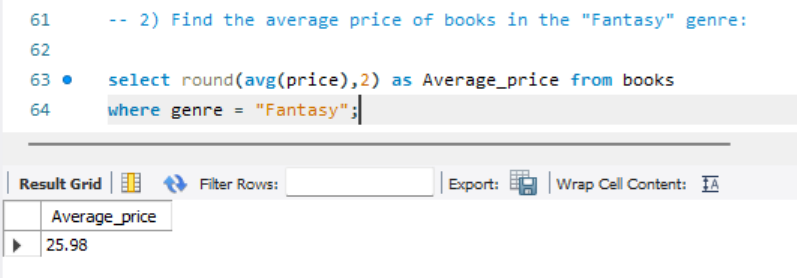 61 -- 2) Find the average price of books in the "Fantasy" genre:
62
63 select round(avg(price),2) as Average_price from books
64 where genre = "Fantasy";
Result Grid Filter Rows: Export: Wrap Cell Content: IA
Average_price
25.98